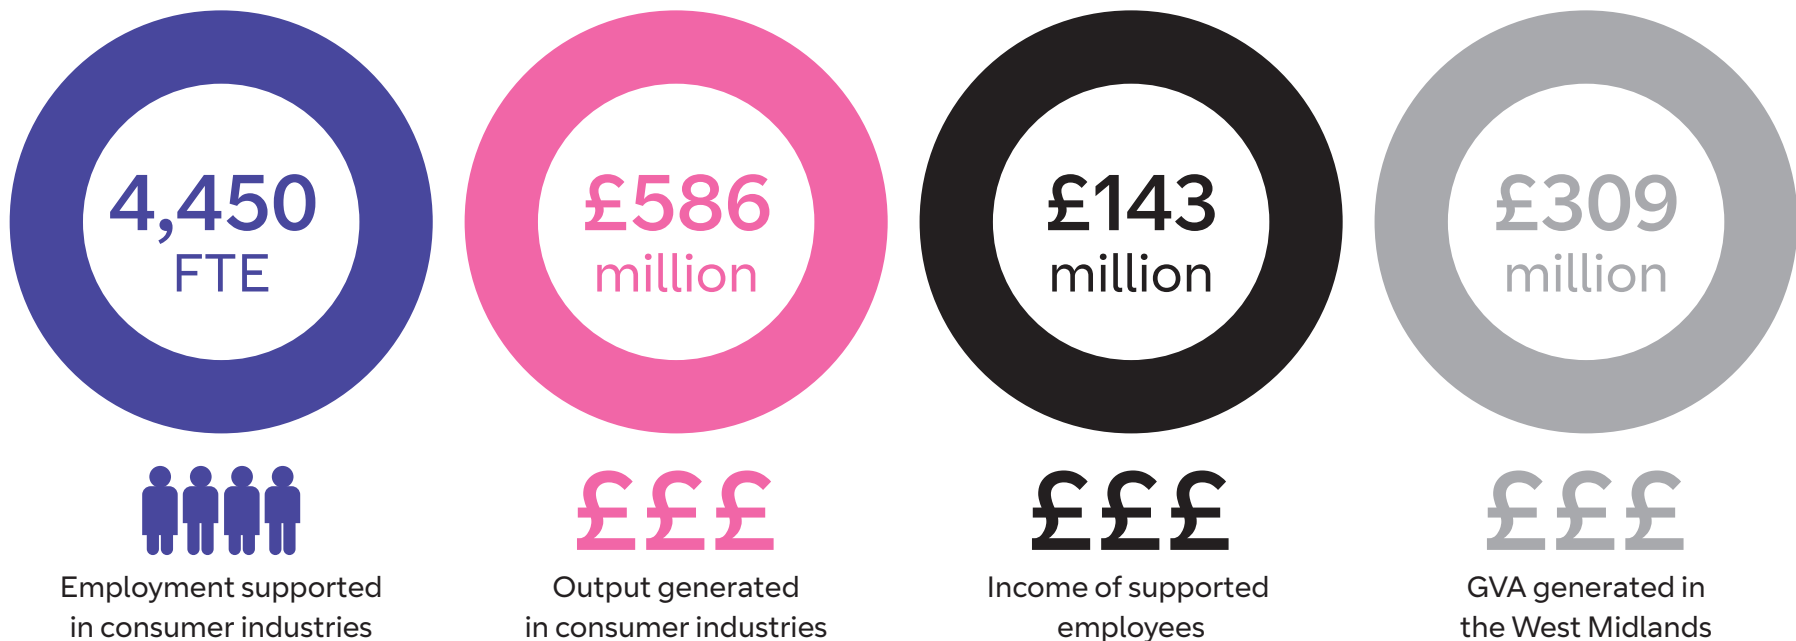 4,450
FTE
£586
million
£143
million
£309
million
£££
£££
£££
Employment supported
in consumer industries
Output generated
in consumer industries
Income of supported
employees
GVA generated in
the West Midlands